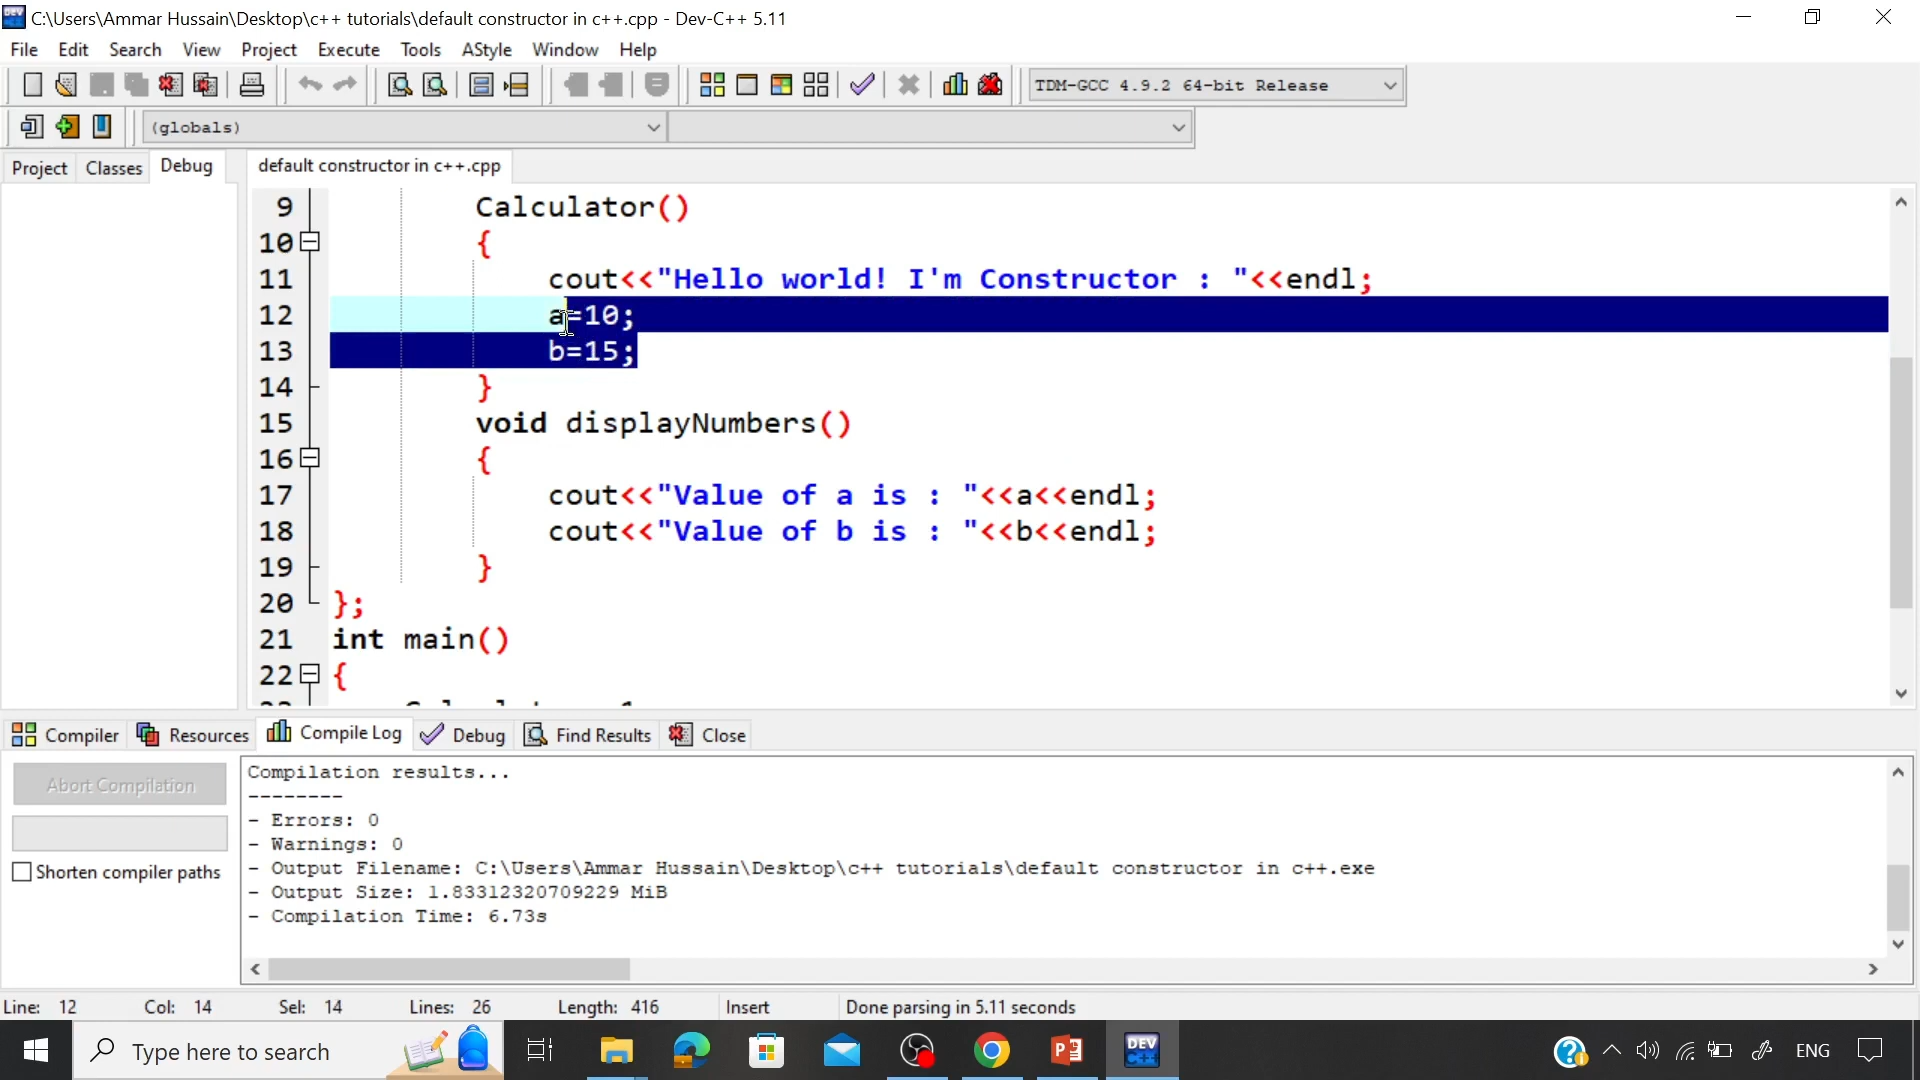 C:\Users\Ammar Hussain\Desktop\c++ tutorials\default constructor in c++.cpp - Dev-C++ 5.11
File Edit Search View Project Execute Tools AStyle Window Help
TDM-GCC 4.9.2 64-bit Release
(globals)
Project Classes Debug default constructor in c++.cpp
9 Calculator()
10 {
11 cout<<"Hello world! I'm Constructor : "<<endl;
12 a=10;
13 b=15;
14 }
15 void displayNumbers()
16 {
17 cout<<"Value of a is : "<<a<<endl;
18 cout<<"Value of b is : "<<b<<endl;
19 }
20 };
21 int main()
22 {
Compiler Resources Compile Log Debug Find Results Close
Abort Compilation
Shorten compiler paths
Compilation results...
--------
- Errors: 0
- Warnings: 0
- Output Filename: C:\Users\Ammar Hussain\Desktop\c++ tutorials\default constructor in c++.exe
- Output Size: 1.83312320709229 MiB
- Compilation Time: 6.73s
Line: 12 Col: 14 Sel: 14 Lines: 26 Length: 416 Insert Done parsing in 5.11 seconds
Type here to search
DEV C++
ENG